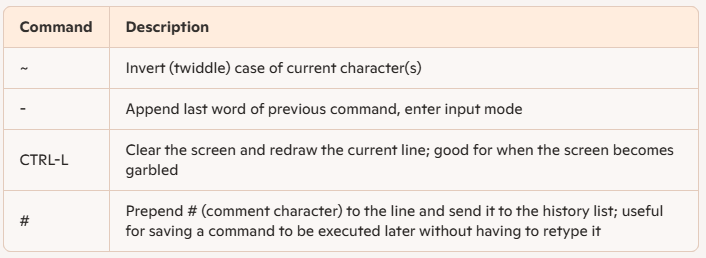 Command Description
~ Invert (twiddle) case of current character(s)
- Append last word of previous command, enter input mode
CTRL-L Clear the screen and redraw the current line; good for when the screen becomes
garbled
# Prepend # (comment character) to the line and send it to the history list; useful
for saving a command to be executed later without having to retype it